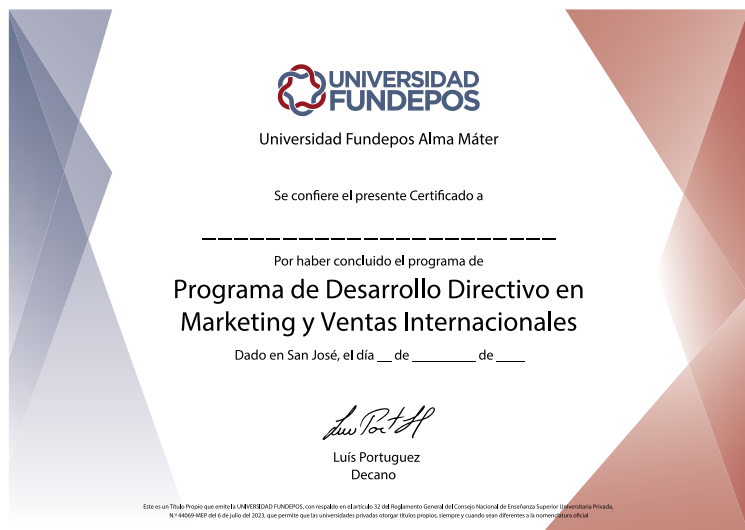 UNIVERSIDAD
FUNDEPOS
Universidad Fundepos Alma Máter
Se confiere el presente Certificado a
_______________________
Por haber concluido el programa de
Programa de Desarrollo Directivo en
Marketing y Ventas Internacionales
Dado en San José, el día __ de ________ de ____
Luís Portuguez
Decano
Este es un Título Propio que emite la UNIVERSIDAD FUNDEPOS, con respaldo en el artículo 32 del Reglamento General del Consejo Nacional de Enseñanza Superior Universitaria Privada,
N.º 44069-MEP del 6 de julio del 2023, que permite que las universidades privadas otorgar títulos propios, siempre y cuando sean diferentes a la nomenclatura oficial